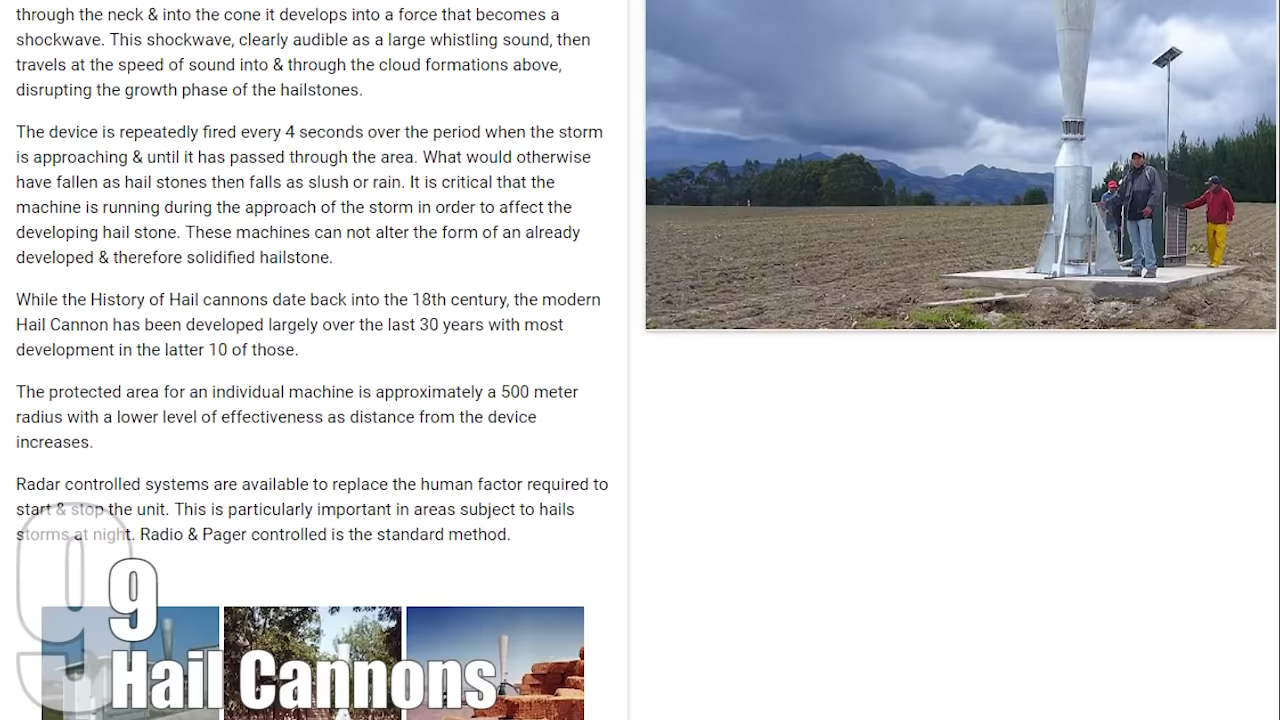 through the neck & into the cone it develops into a force that becomes a
shockwave. This shockwave, clearly audible as a large whistling sound, then
travels at the speed of sound into & through the cloud formations above,
disrupting the growth phase of the hailstones.
The device is repeatedly fired every 4 seconds over the period when the storm
is approaching & until it has passed through the area. What would otherwise
have fallen as hail stones then falls as slush or rain. It is critical that the
machine is running during the approach of the storm in order to affect the
developing hail stone. These machines can not alter the form of an already
developed & therefore solidified hailstone.
While the History of Hail cannons date back into the 18th century, the modern
Hail Cannon has been developed largely over the last 30 years with most
development in the latter 10 of those.
The protected area for an individual machine is approximately a 500 meter
radius with a lower level of effectiveness as distance from the device
increases.
Radar controlled systems are available to replace the human factor required to
start & stop the unit. This is particularly important in areas subject to hails
storms at night. Radio & Pager controlled is the standard method.
9
9
Hail Cannons